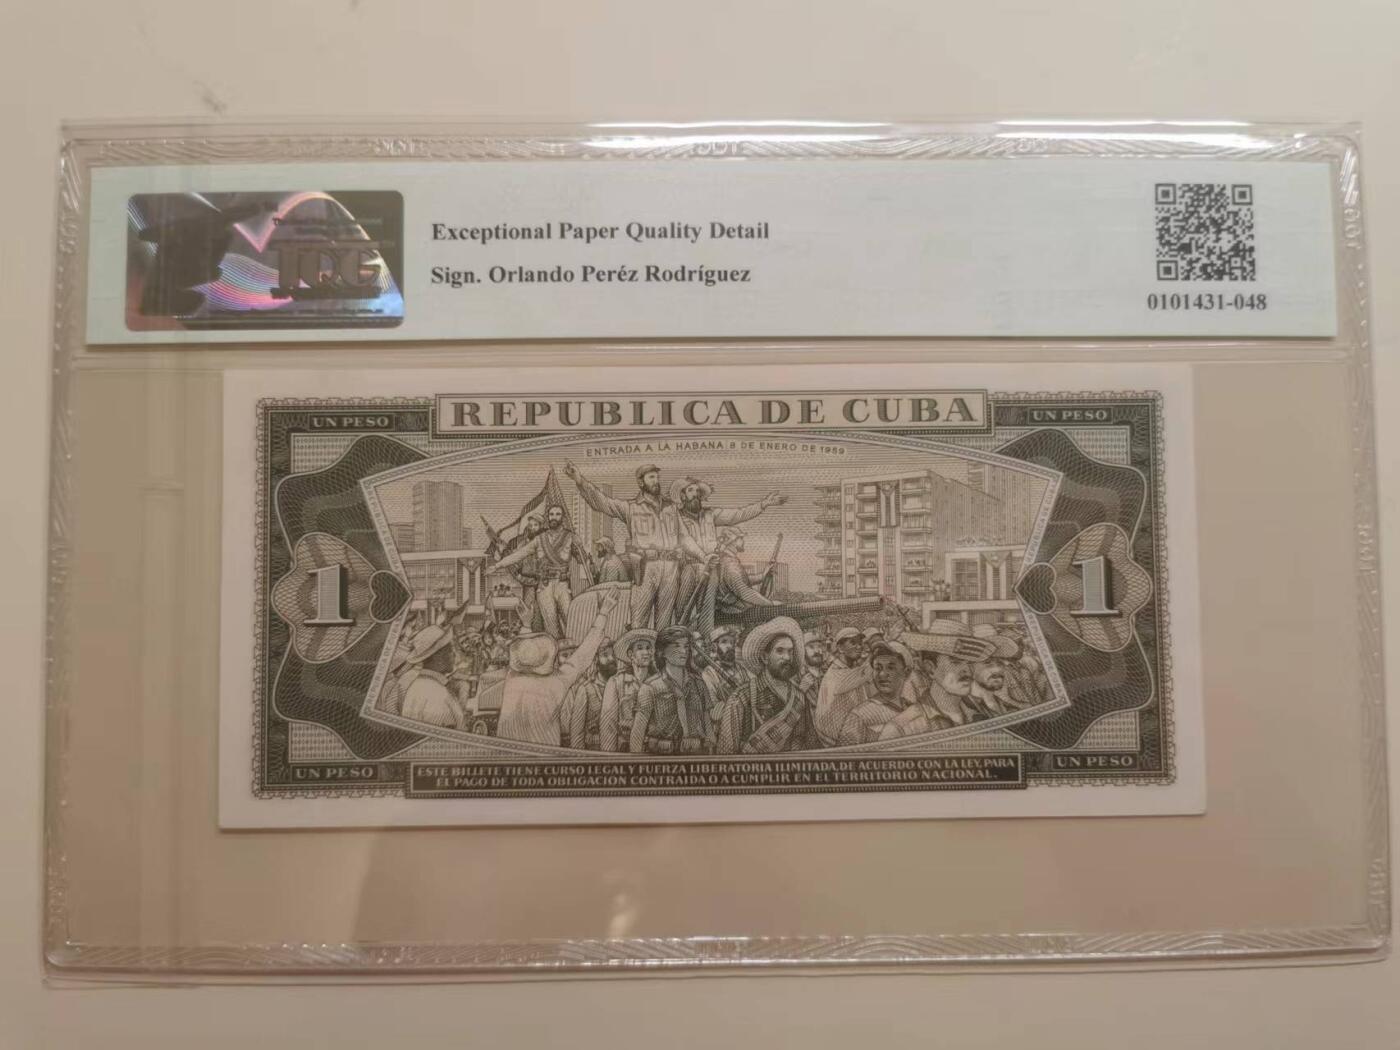 TQG
Exceptional Paper Quality Detail
Sign. Orlando Peréz Rodríguez
0101431-048
UN PESO
REPUBLICA DE CUBA
UN PESO
ENTRADA A LA HABANA 8 DE ENERO DE 1959
1
1
UN PESO
ESTE BILLETE TIENE CURSO LEGAL Y FUERZA LIBERATORIA ILIMITADA, DE ACUERDO CON LA LEY, PARA
EL PAGO DE TODA OBLIGACION CONTRAIDA O A CUMPLIR EN EL TERRITORIO NACIONAL.
UN PESO